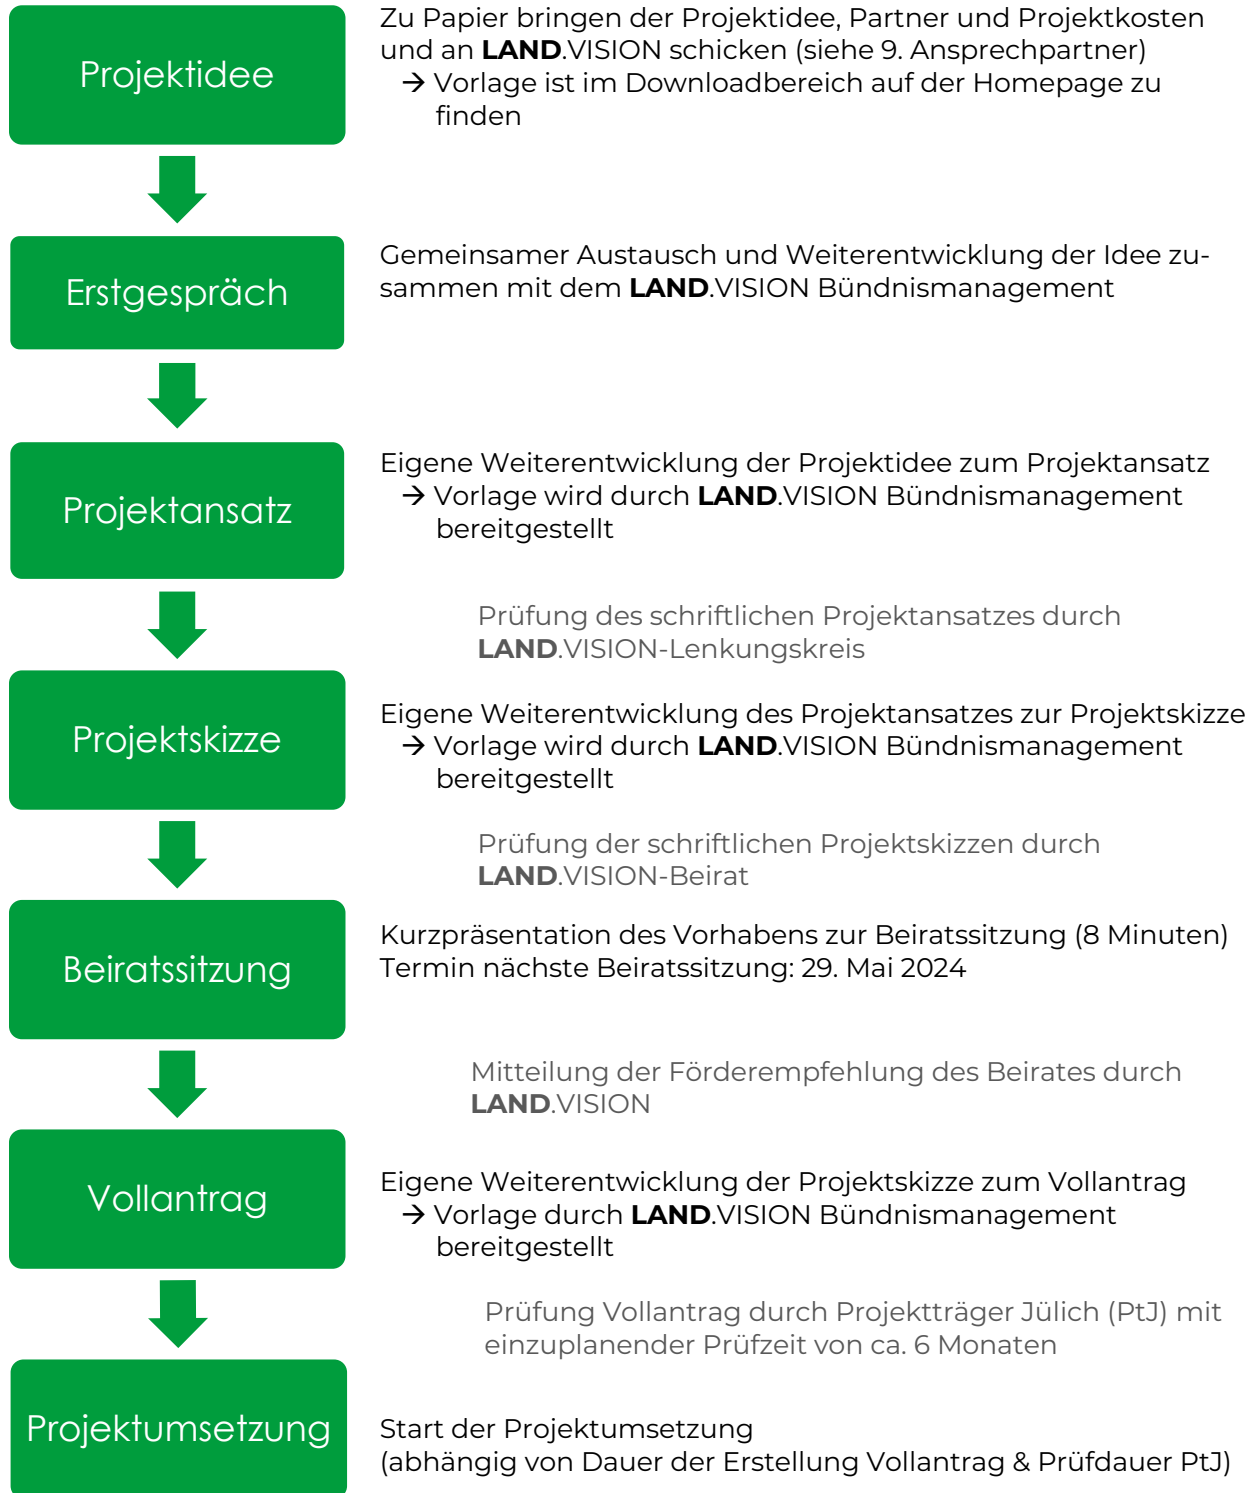 Projektidee
Zu Papier bringen der Projektidee, Partner und Projektkosten
und an LAND.VISION schicken (siehe 9. Ansprechpartner)
→ Vorlage ist im Downloadbereich auf der Homepage zu
finden
Erstgespräch
Gemeinsamer Austausch und Weiterentwicklung der Idee zu-
sammen mit dem LAND.VISION Bündnismanagement
Projektansatz
Eigene Weiterentwicklung der Projektidee zum Projektansatz
→ Vorlage wird durch LAND.VISION Bündnismanagement
bereitgestellt
Prüfung des schriftlichen Projektansatzes durch
LAND.VISION-Lenkungskreis
Projektskizze
Eigene Weiterentwicklung des Projektansatzes zur Projektskizze
→ Vorlage wird durch LAND.VISION Bündnismanagement
bereitgestellt
Prüfung der schriftlichen Projektskizzen durch
LAND.VISION-Beirat
Beiratssitzung
Kurzpräsentation des Vorhabens zur Beiratssitzung (8 Minuten)
Termin nächste Beiratssitzung: 29. Mai 2024
Mitteilung der Förderempfehlung des Beirates durch
LAND.VISION
Vollantrag
Eigene Weiterentwicklung der Projektskizze zum Vollantrag
→ Vorlage durch LAND.VISION Bündnismanagement
bereitgestellt
Prüfung Vollantrag durch Projektträger Jülich (PtJ) mit
einzuplanender Prüfzeit von ca. 6 Monaten
Projektumsetzung
Start der Projektumsetzung
(abhängig von Dauer der Erstellung Vollantrag & Prüfdauer PtJ)